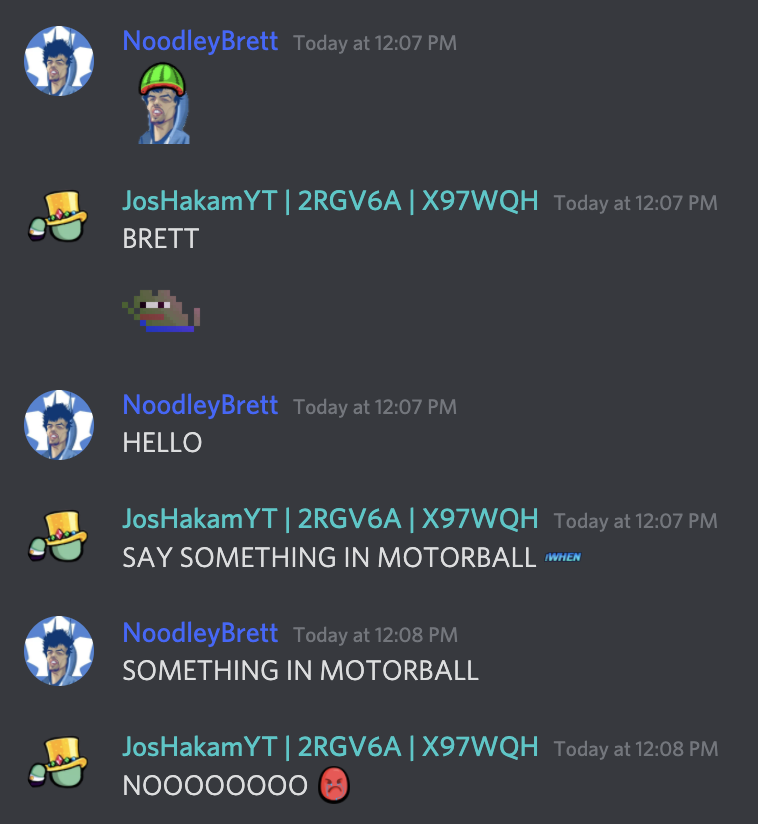 NoodleyBrett Today at 12:07 PM
JosHakamYT | 2RGV6A | X97WQH Today at 12:07 PM
BRETT
NoodleyBrett Today at 12:07 PM
HELLO
JosHakamYT | 2RGV6A | X97WQH Today at 12:07 PM
SAY SOMETHING IN MOTORBALL !WHEN
NoodleyBrett Today at 12:08 PM
SOMETHING IN MOTORBALL
JosHakamYT | 2RGV6A | X97WQH Today at 12:08 PM
NOOOOOOOO